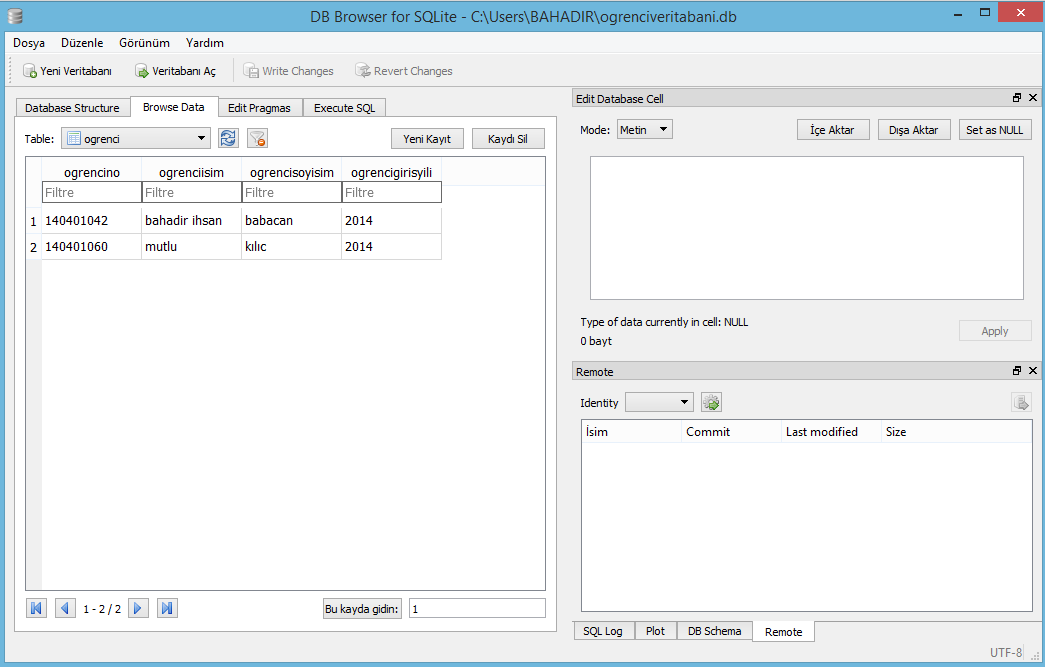 DB Browser for SQLite - C:\Users\BAHADIR\ogrenciveritabani.db
Dosya Düzenle Görünüm Yardım
Yeni Veritabanı Veritabanı Aç Write Changes Revert Changes
Database Structure Browse Data Edit Pragmas Execute SQL
Table: ogrenci Yeni Kayıt Kaydı Sil
ogrencino ogrenciisim ogrencisoyisim ogrencigirisyili
Filtre Filtre Filtre Filtre
1 140401042 bahadir ihsan babacan 2014
2 140401060 mutlu kılıc 2014
1 - 2 / 2 Bu kayda gidin: 1
Edit Database Cell
Mode: Metin İçe Aktar Dışa Aktar Set as NULL
Type of data currently in cell: NULL
0 bayt
Apply
Remote
Identity
İsim Commit Last modified Size
SQL Log Plot DB Schema Remote
UTF-8